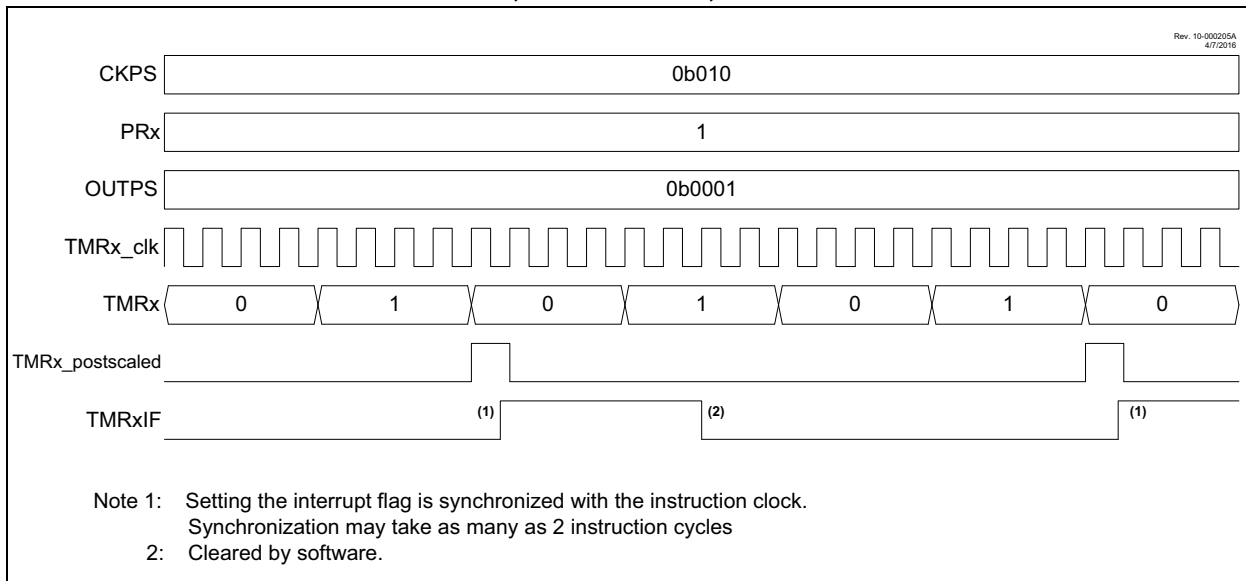 Rev. 10-000205A
4/7/2016
CKPS 0b010
PRx 1
OUTPS 0b0001
TMRx_clk
TMRx 0 1 0 1 0 1 0
TMRx_postscaled
TMRxIF (1) (2) (1)
Note 1: Setting the interrupt flag is synchronized with the instruction clock.
Synchronization may take as many as 2 instruction cycles
2: Cleared by software.